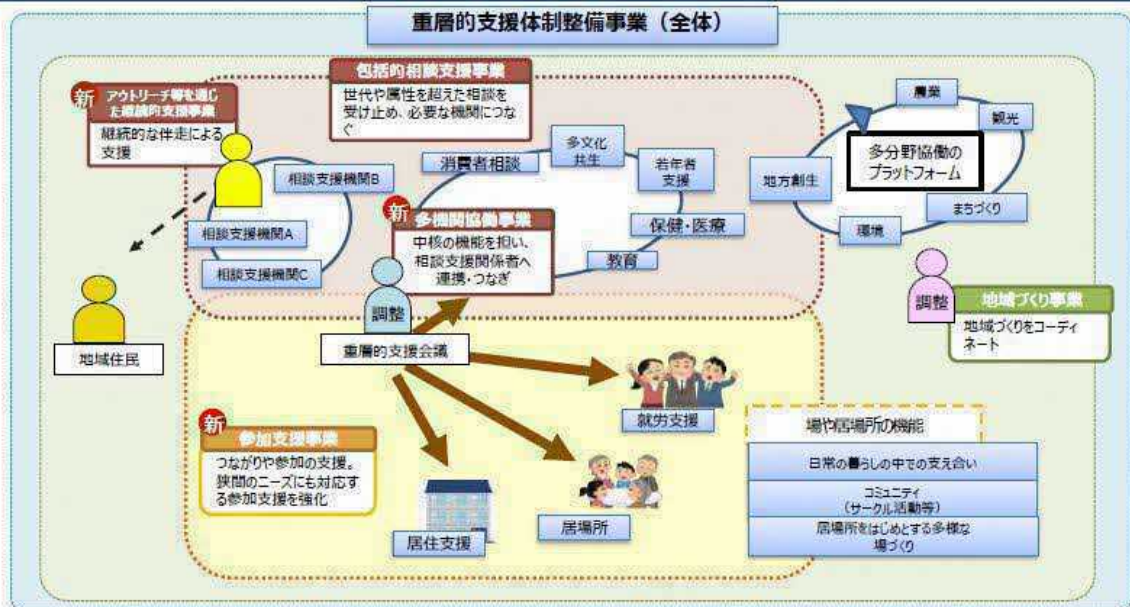 重層的支援体制整備事業（全体）
新
アウトリーチ等を通じ
た継続的支援事業
継続的な伴走による
支援
包括的相談支援事業
世代や属性を超えた相談を
受け止め、必要な機関につな
ぐ
相談支援機関B
相談支援機関A
相談支援機関C
消費者相談
多文化
共生
若年者
支援
保健・医療
教育
新
多機関協働事業
中核の機能を担い、
相談支援関係者へ
連携・つなぎ
農業
観光
多分野協働の
プラットフォーム
地方創生
まちづくり
環境
調整
地域づくり事業
地域づくりをコーディ
ネート
地域住民
調整
重層的支援会議
就労支援
新
参加支援事業
つながりや参加の支援。
狭間のニーズにも対応す
る参加支援を強化
居住支援
居場所
場や居場所の機能
日常の暮らしの中での支え合い
コミュニティ
（サークル活動等）
居場所をはじめとする多様な
場づくり